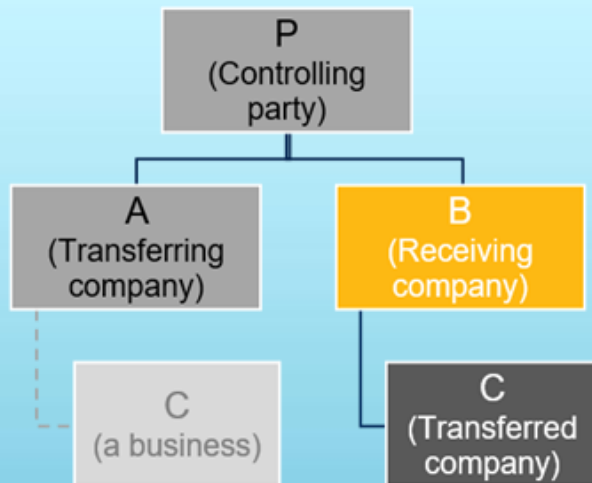 P
(Controlling
party)
A
(Transferring
company)
B
(Receiving
company)
C
(a business)
C
(Transferred
company)